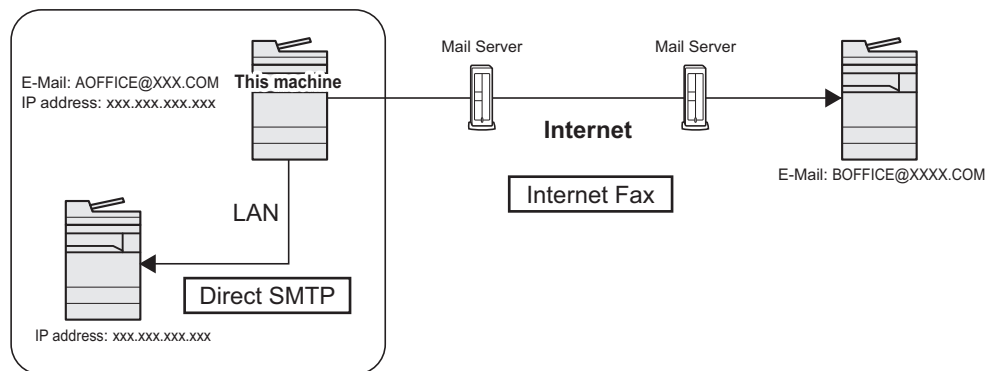 Mail Server
Mail Server
E-Mail: AOFFICE@XXX.COM
IP address: xxx.xxx.xxx.xxx
This machine
Internet
E-Mail: BOFFICE@XXXX.COM
Internet Fax
LAN
Direct SMTP
IP address: xxx.xxx.xxx.xxx